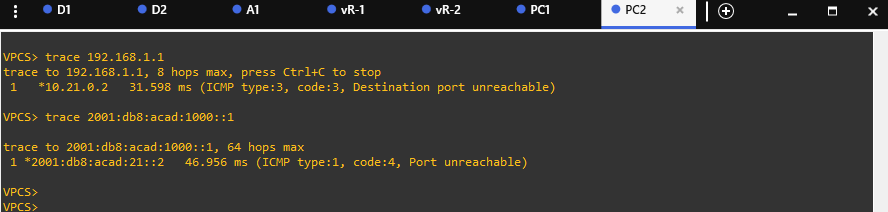 D1 D2 A1 vR-1 vR-2 PC1 PC2 ×
VPCS> trace 192.168.1.1
trace to 192.168.1.1, 8 hops max, press Ctrl+C to stop
1 *10.21.0.2 31.598 ms (ICMP type:3, code:3, Destination port unreachable)
VPCS> trace 2001:db8:acad:1000::1
trace to 2001:db8:acad:1000::1, 64 hops max
1 *2001:db8:acad:21::2 46.956 ms (ICMP type:1, code:4, Port unreachable)
VPCS>
VPCS>